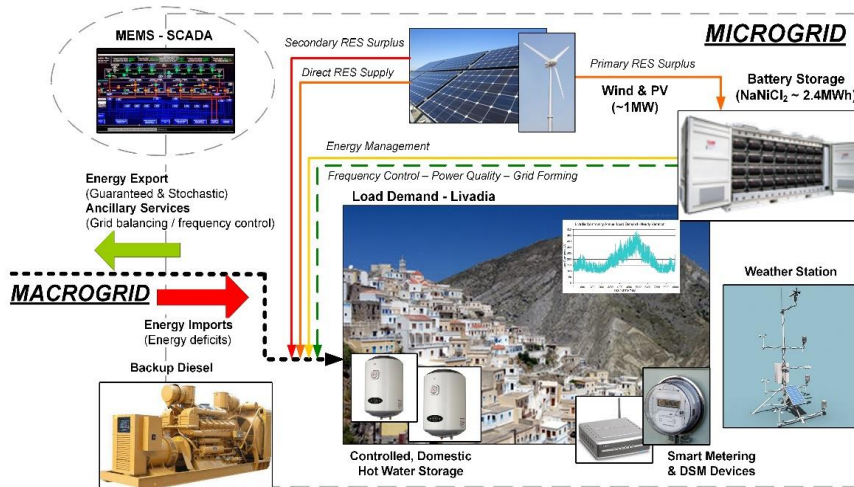 MEMS - SCADA
Secondary RES Surplus
Direct RES Supply
MICROGRID
Primary RES Surplus
Wind & PV
(~1MW)
Battery Storage
(NaNiCl₂ ~ 2.4MWh)
Energy Management
Frequency Control – Power Quality – Grid Forming
Energy Export
(Guaranteed & Stochastic)
Ancillary Services
(Grid balancing / frequency control)
Load Demand - Livadia
Weather Station
MACROGRID
Energy Imports
(Energy deficits)
Backup Diesel
Controlled, Domestic
Hot Water Storage
Smart Metering
& DSM Devices